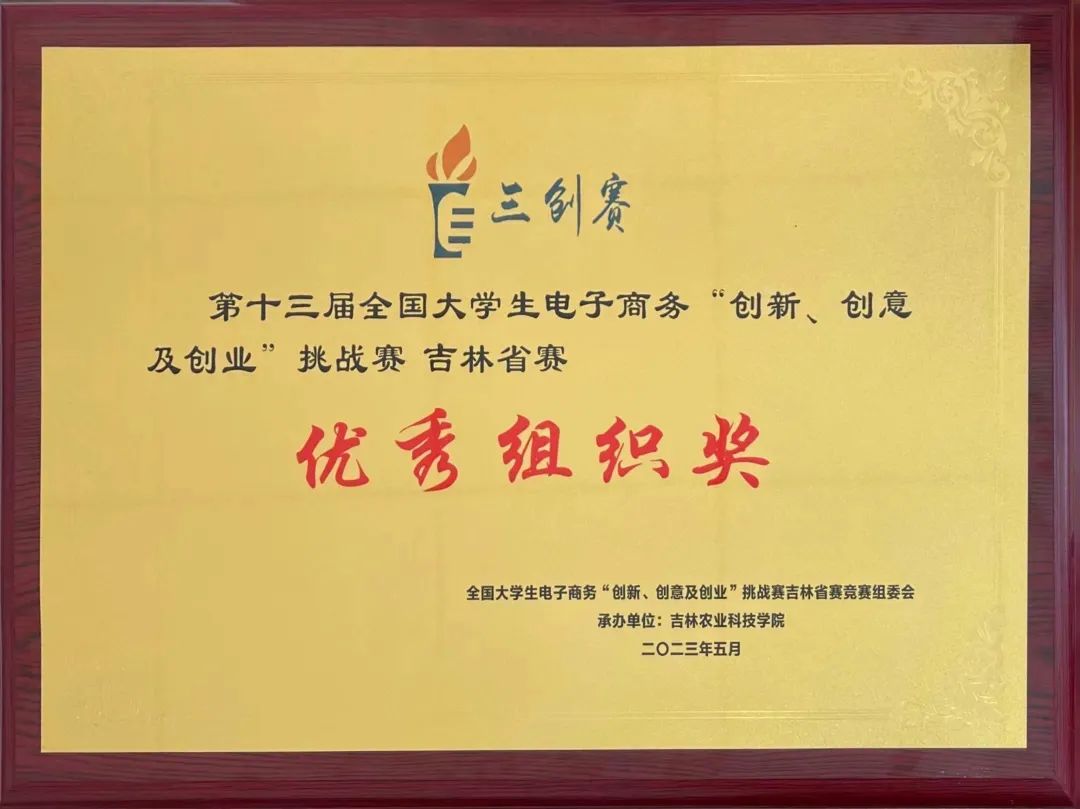 三创赛
第十三届全国大学生电子商务“创新、创意
及创业”挑战赛 吉林省赛
优秀组织奖
全国大学生电子商务“创新、创意及创业”挑战赛吉林省赛竞赛组委会
承办单位：吉林农业科技学院
二〇二三年五月